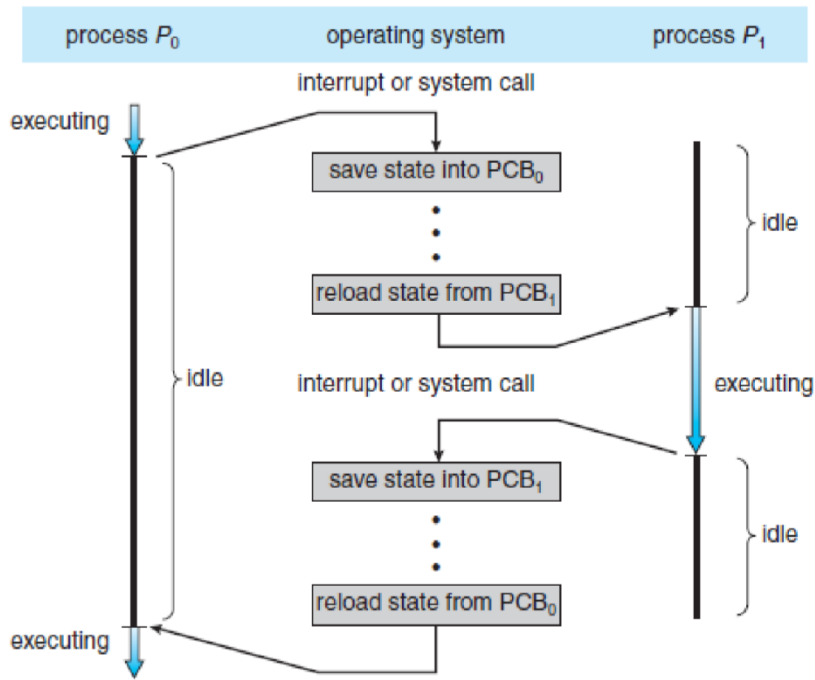 process P₀ operating system process P₁
interrupt or system call
executing
save state into PCB₀
idle
reload state from PCB₁
idle
interrupt or system call
executing
save state into PCB₁
idle
reload state from PCB₀
executing